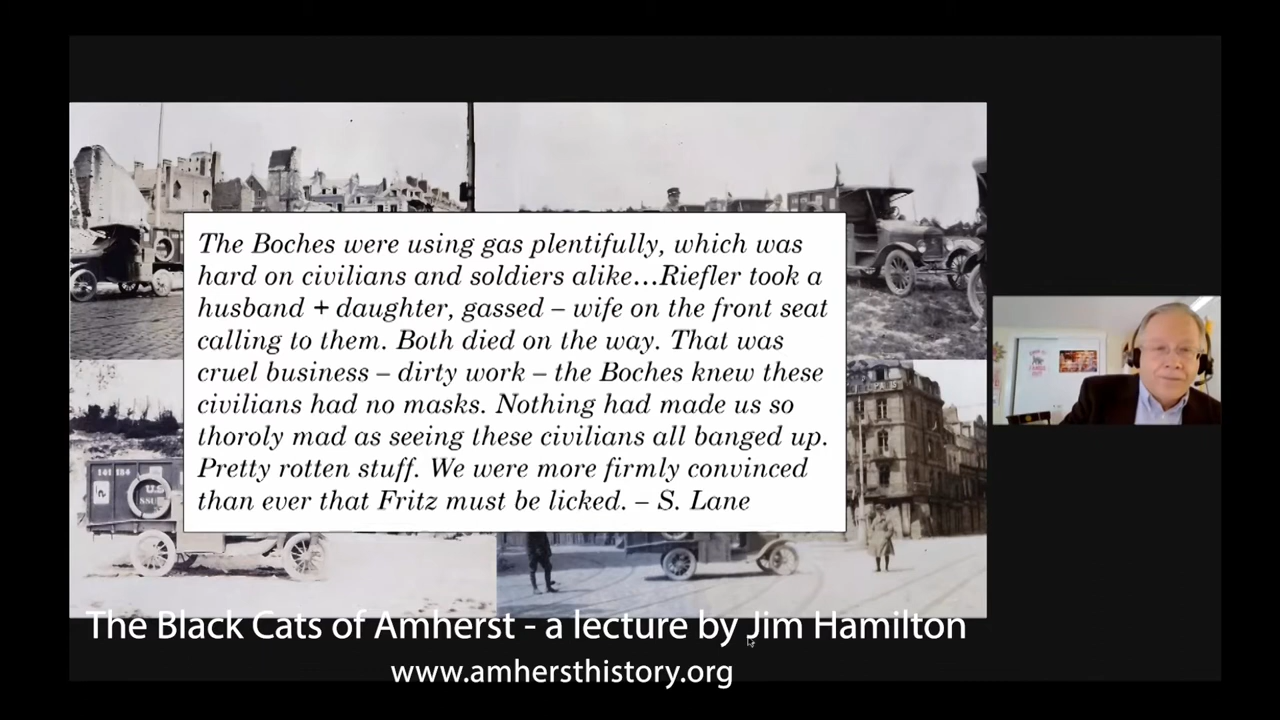 The Boches were using gas plentifully, which was
hard on civilians and soldiers alike...Riefler took a
husband + daughter, gassed – wife on the front seat
calling to them. Both died on the way. That was
cruel business – dirty work – the Boches knew these
civilians had no masks. Nothing had made us so
thoroly mad as seeing these civilians all banged up.
Pretty rotten stuff. We were more firmly convinced
than ever that Fritz must be licked. – S. Lane
The Black Cats of Amherst - a lecture by Jim Hamilton
www.amhersthistory.org